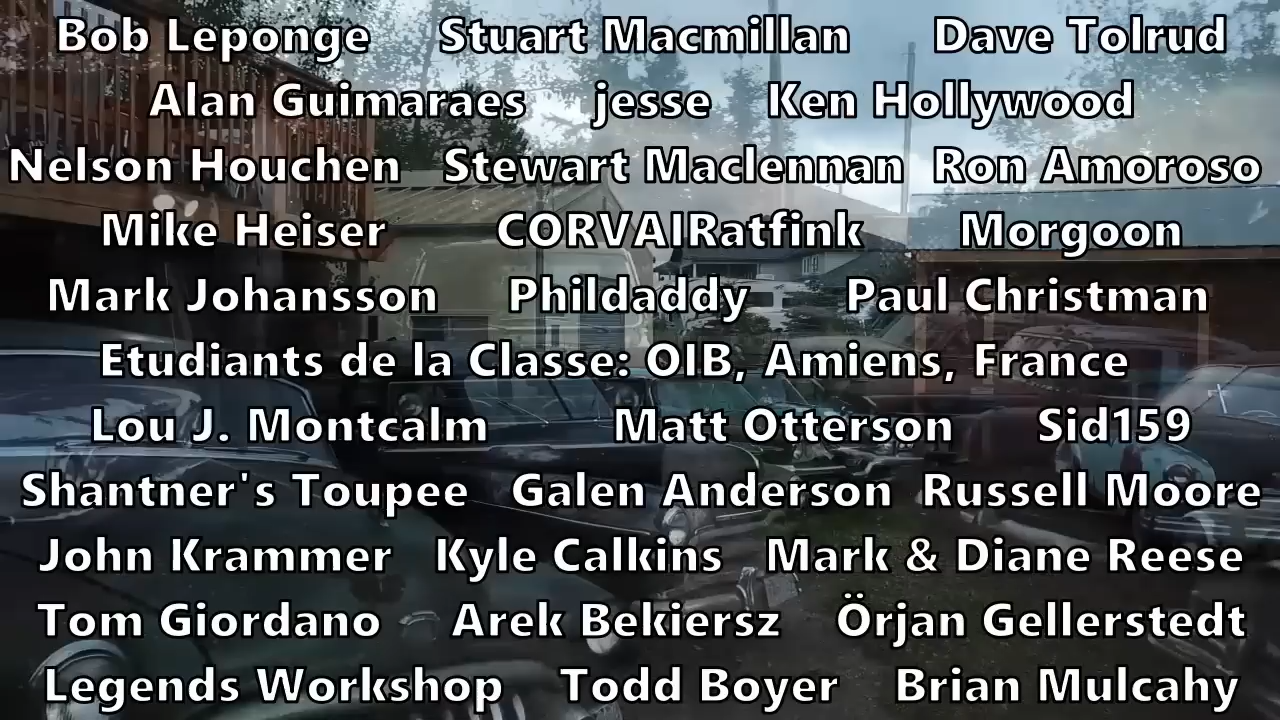 Bob Leponge Stuart Macmillan Dave Tolrud
Alan Guimaraes jesse Ken Hollywood
Nelson Houchen Stewart Maclennan Ron Amoroso
Mike Heiser CORVAIRatfink Morgoon
Mark Johansson Phildaddy Paul Christman
Etudiants de la Classe: OIB, Amiens, France
Lou J. Montcalm Matt Otterson Sid159
Shantner's Toupee Galen Anderson Russell Moore
John Krammer Kyle Calkins Mark & Diane Reese
Tom Giordano Arek Bekiersz Örjan Gellerstedt
Legends Workshop Todd Boyer Brian Mulcahy